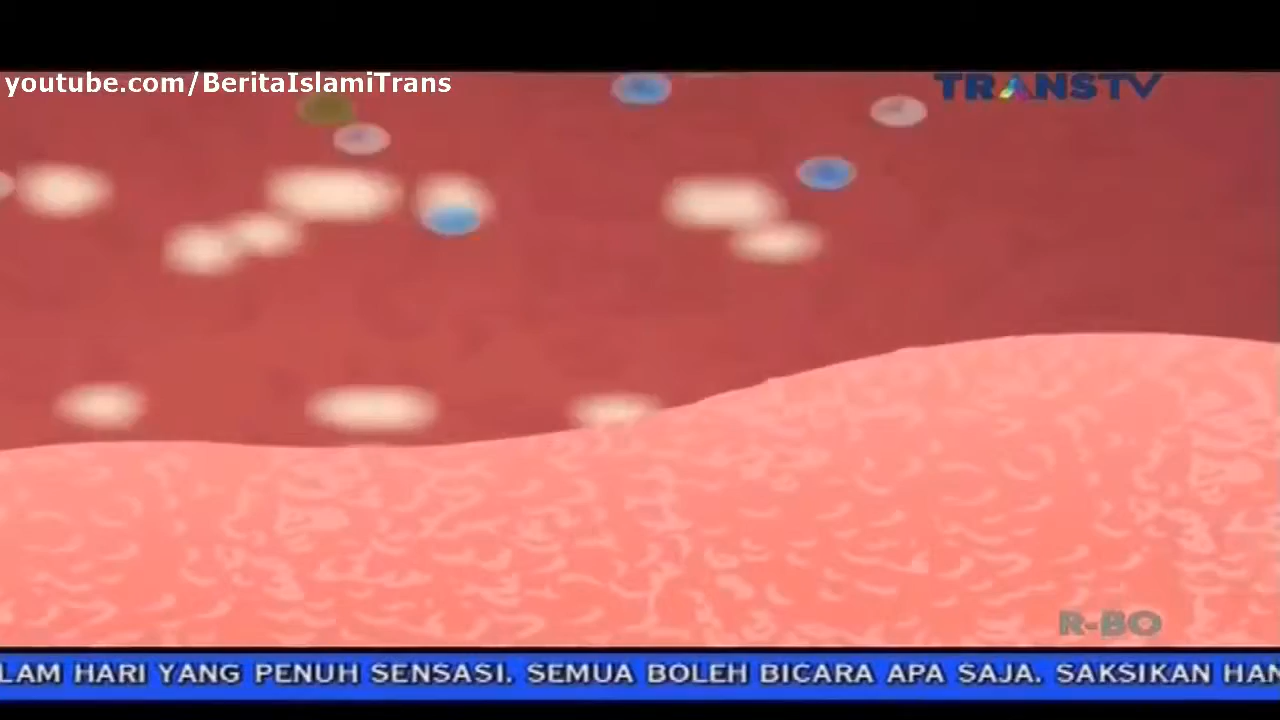 youtube.com/BeritaIslamiTrans
TRANSTV
R-BO
LAM HARI YANG PENUH SENSASI. SEMUA BOLEH BICARA APA SAJA. SAKSIKAN HAN